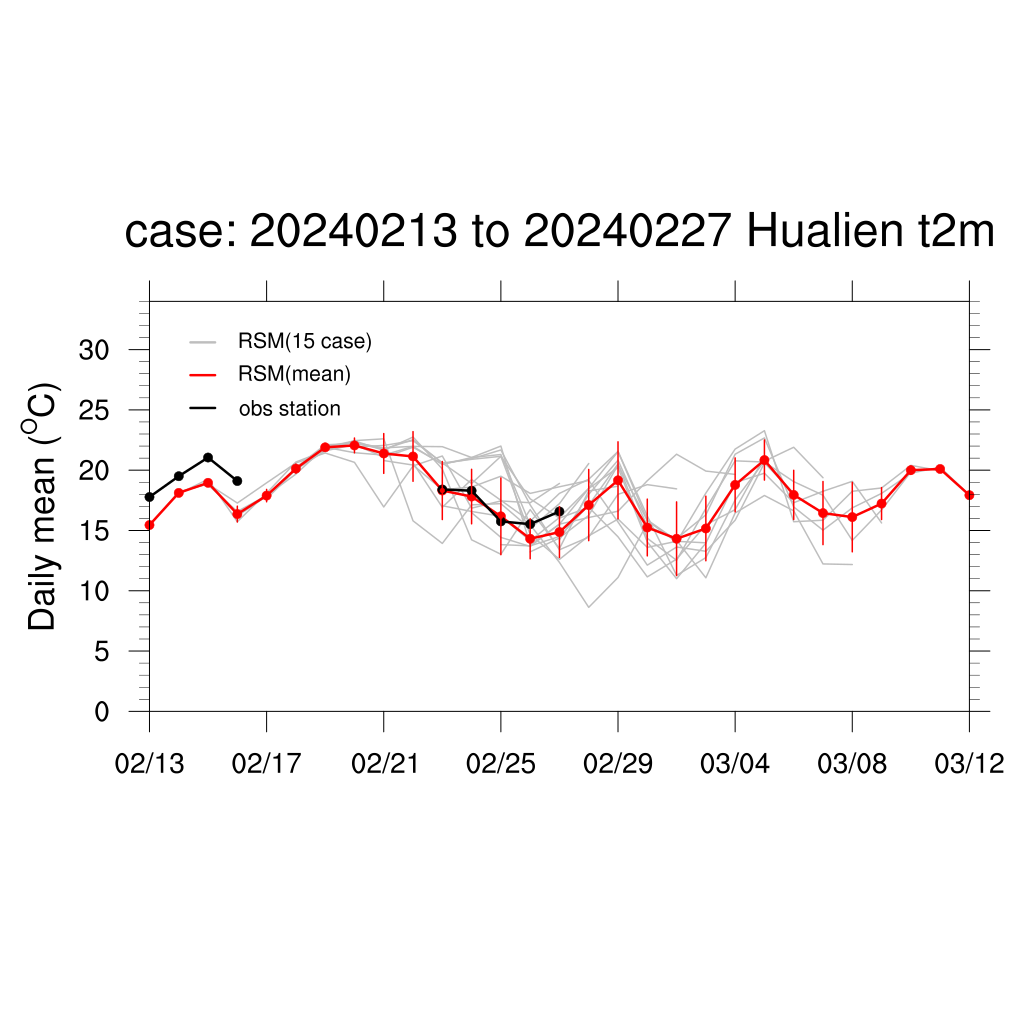 case: 20240213 to 20240227 Hualien t2m
Daily mean (°C)
RSM(15 case)
RSM(mean)
obs station
30
25
20
15
10
5
0
02/13 02/17 02/21 02/25 02/29 03/04 03/08 03/12